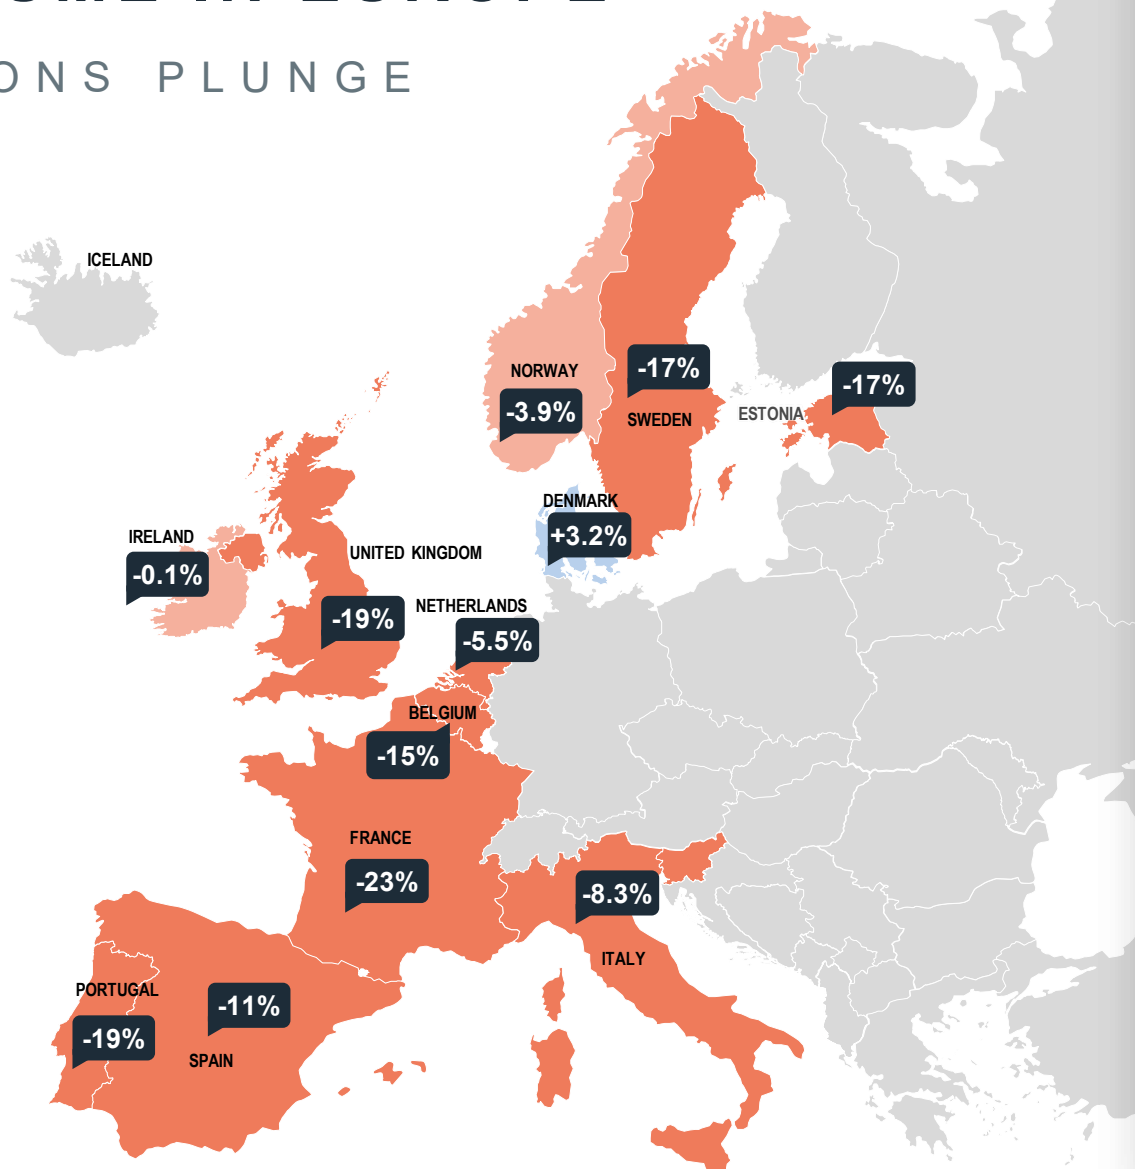 PLUNGE
ICELAND
NORWAY
-3.9%
-17%
SWEDEN
-17%
ESTONIA
DENMARK
+3.2%
IRELAND
-0.1%
UNITED KINGDOM
-19%
NETHERLANDS
-5.5%
BELGIUM
-15%
FRANCE
-23%
-8.3%
ITALY
PORTUGAL
-19%
-11%
SPAIN